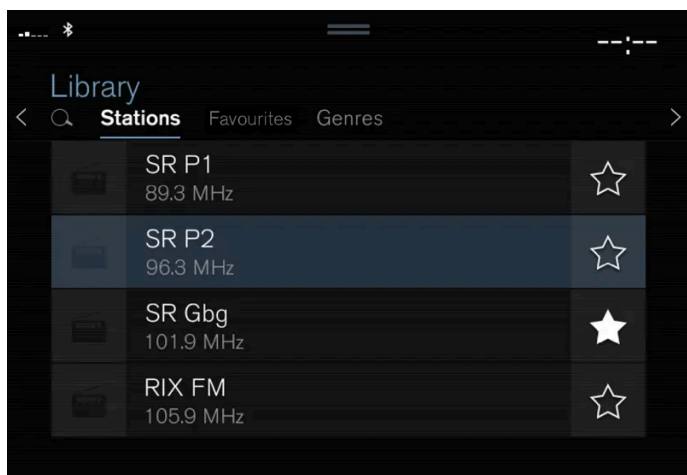 --:--
Library
Stations Favourites Genres
SR P1
89.3 MHz
SR P2
96.3 MHz
SR Gbg
101.9 MHz
RIX FM
105.9 MHz